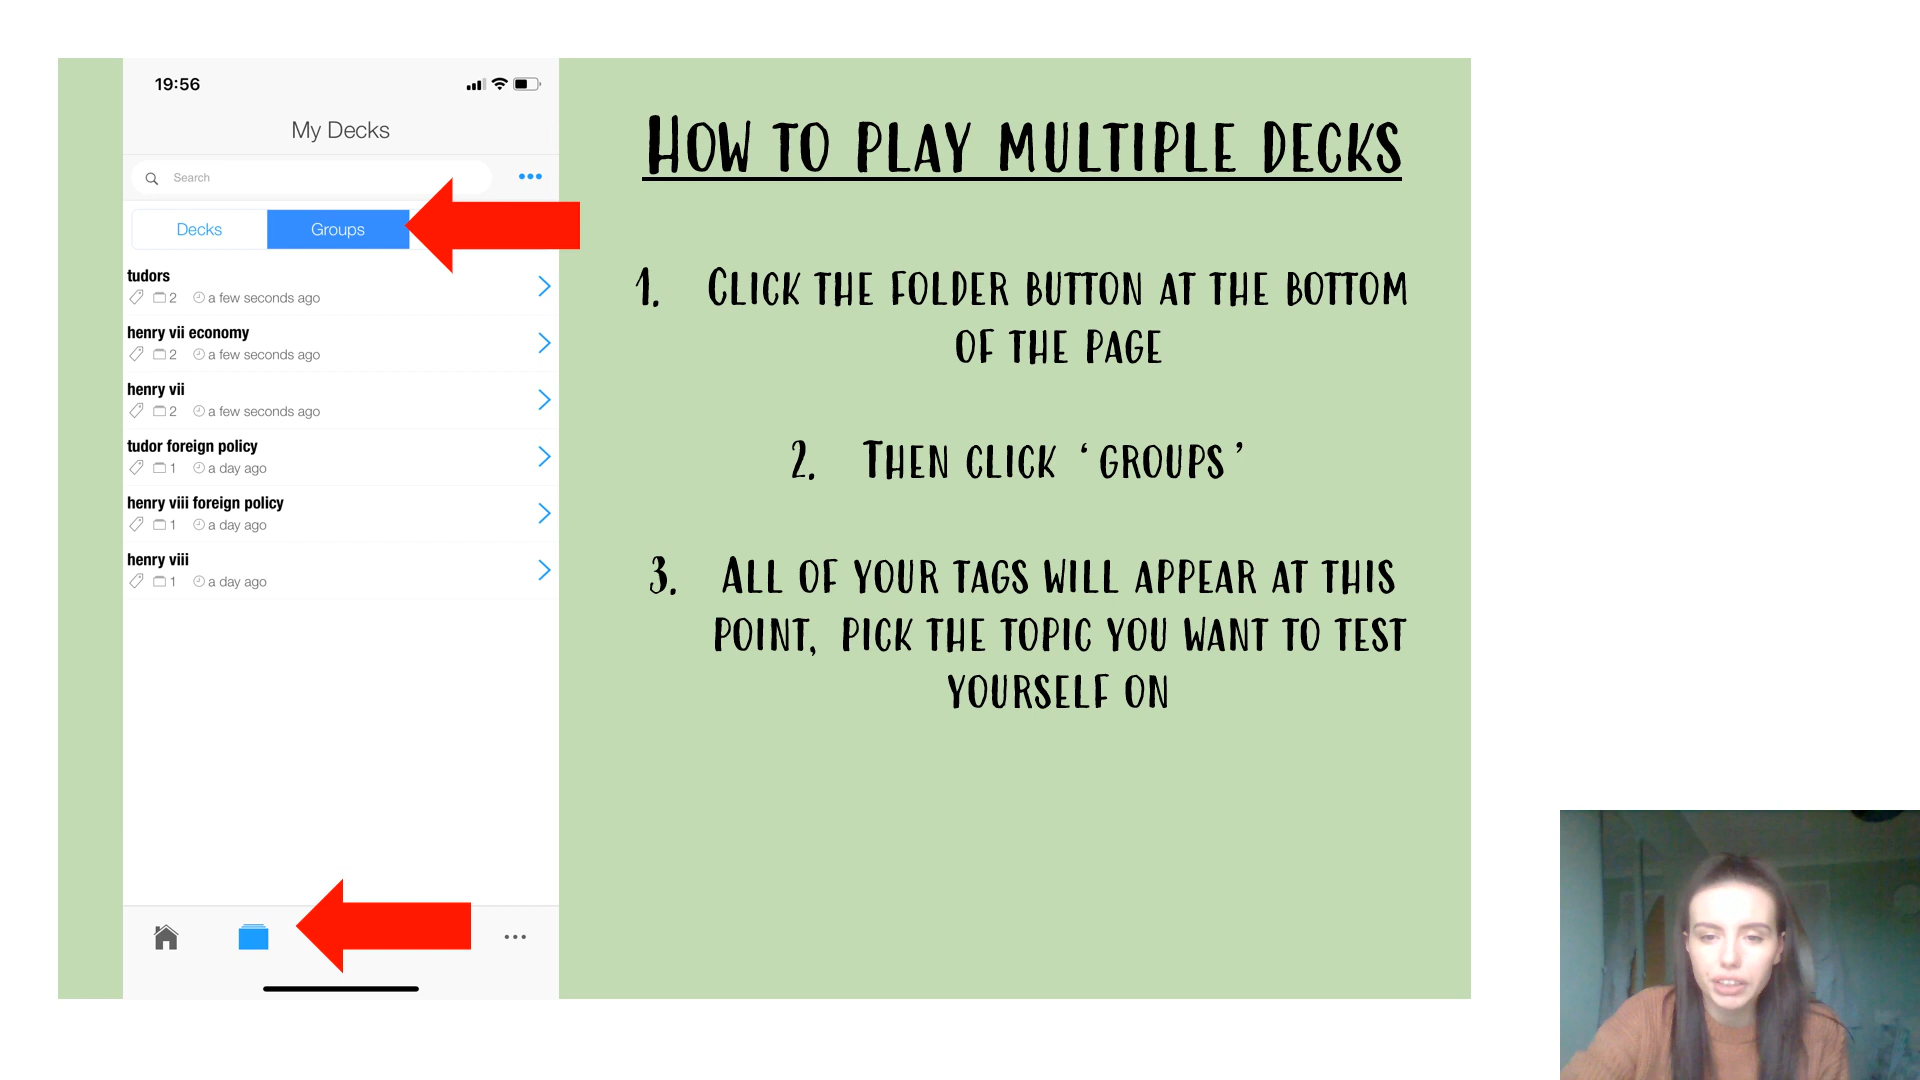 19:56
My Decks
Search
Decks
Groups
tudors
2 a few seconds ago
henry vii economy
2 a few seconds ago
henry vii
2 a few seconds ago
tudor foreign policy
1 a day ago
henry viii foreign policy
1 a day ago
henry viii
1 a day ago
HOW TO PLAY MULTIPLE DECKS
1. CLICK THE FOLDER BUTTON AT THE BOTTOM
OF THE PAGE
2. THEN CLICK ‘GROUPS’
3. ALL OF YOUR TAGS WILL APPEAR AT THIS
POINT, PICK THE TOPIC YOU WANT TO TEST
YOURSELF ON